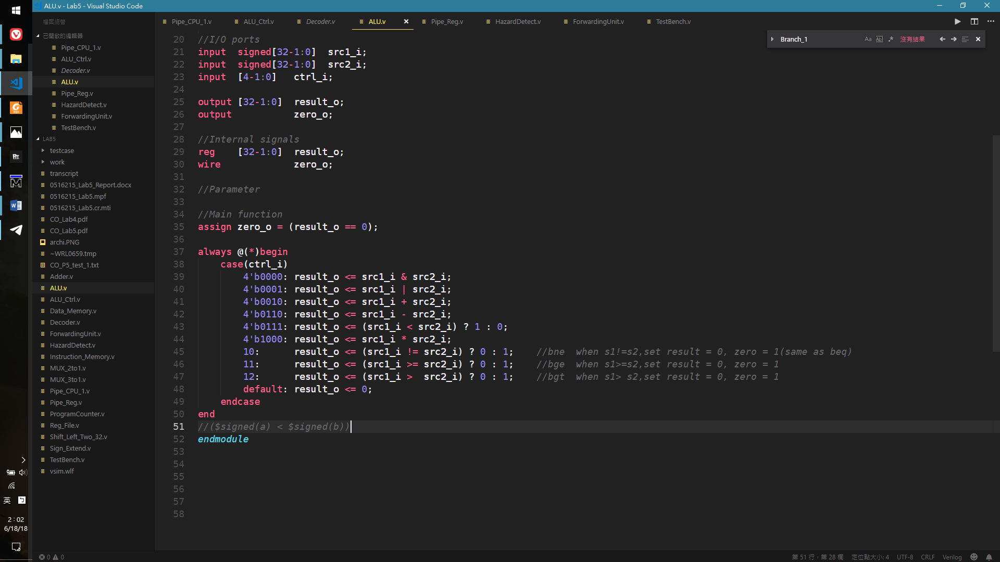 ALU.v - Lab5 - Visual Studio Code
檔案總管
已開啟的編輯器
Pipe_CPU_1.v
ALU_Ctrl.v
Decoder.v
ALU.v
Pipe_Reg.v
HazardDetect.v
ForwardingUnit.v
TestBench.v
LAB5
testcase
work
transcript
0516215_Lab5_Report.docx
0516215_Lab5.mpf
0516215_Lab5.cr.mti
CO_Lab4.pdf
CO_Lab5.pdf
archi.PNG
~WRL0659.tmp
CO_P5_test_1.txt
Adder.v
ALU.v
ALU_Ctrl.v
Data_Memory.v
Decoder.v
ForwardingUnit.v
HazardDetect.v
Instruction_Memory.v
MUX_2to1.v
MUX_3to1.v
Pipe_CPU_1.v
Pipe_Reg.v
ProgramCounter.v
Reg_File.v
Shift_Left_Two_32.v
Sign_Extend.v
TestBench.v
vsim.wlf
Pipe_CPU_1.v ALU_Ctrl.v Decoder.v ALU.v Pipe_Reg.v HazardDetect.v ForwardingUnit.v TestBench.v
Branch_1 Aa Abl .* 沒有結果
20 //I/O ports
21 input  signed[32-1:0]  src1_i;
22 input  signed[32-1:0]  src2_i;
23 input  [4-1:0]   ctrl_i;
24
25 output [32-1:0]  result_o;
26 output           zero_o;
27
28 //Internal signals
29 reg    [32-1:0]  result_o;
30 wire             zero_o;
31
32 //Parameter
33
34 //Main function
35 assign zero_o = (result_o == 0);
36
37 always @(*)begin
38     case(ctrl_i)
39         4'b0000: result_o <= src1_i & src2_i;
40         4'b0001: result_o <= src1_i | src2_i;
41         4'b0010: result_o <= src1_i + src2_i;
42         4'b0110: result_o <= src1_i - src2_i;
43         4'b0111: result_o <= (src1_i < src2_i) ? 1 : 0;
44         4'b1000: result_o <= src1_i * src2_i;
45         10:      result_o <= (src1_i != src2_i) ? 0 : 1;    //bne  when s1!=s2,set result = 0, zero = 1(same as beq)
46         11:      result_o <= (src1_i >= src2_i) ? 0 : 1;    //bge  when s1>=s2,set result = 0, zero = 1
47         12:      result_o <= (src1_i >  src2_i) ? 0 : 1;    //bgt  when s1> s2,set result = 0, zero = 1
48         default: result_o <= 0;
49     endcase
50 end
51 //($signed(a) < $signed(b))
52 endmodule
53
54
55
56
57
58
英
2:02
6/18/18
0 0
第 51 行，第 28 欄 定位點大小: 4 UTF-8 CRLF Verilog